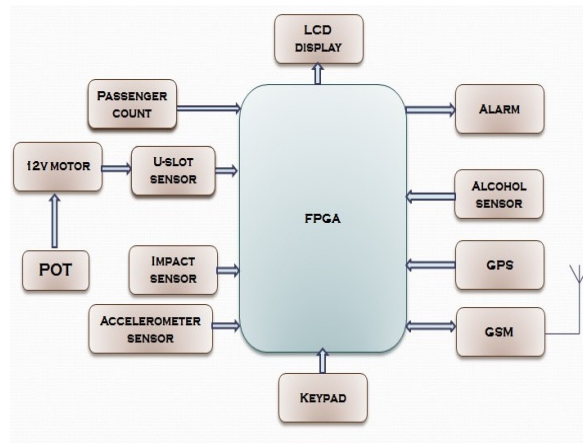 LCD
DISPLAY
PASSENGER
COUNT
ALARM
12V MOTOR
U-SLOT
SENSOR
ALCOHOL
SENSOR
FPGA
POT
IMPACT
SENSOR
GPS
ACCELEROMETER
SENSOR
GSM
KEYPAD